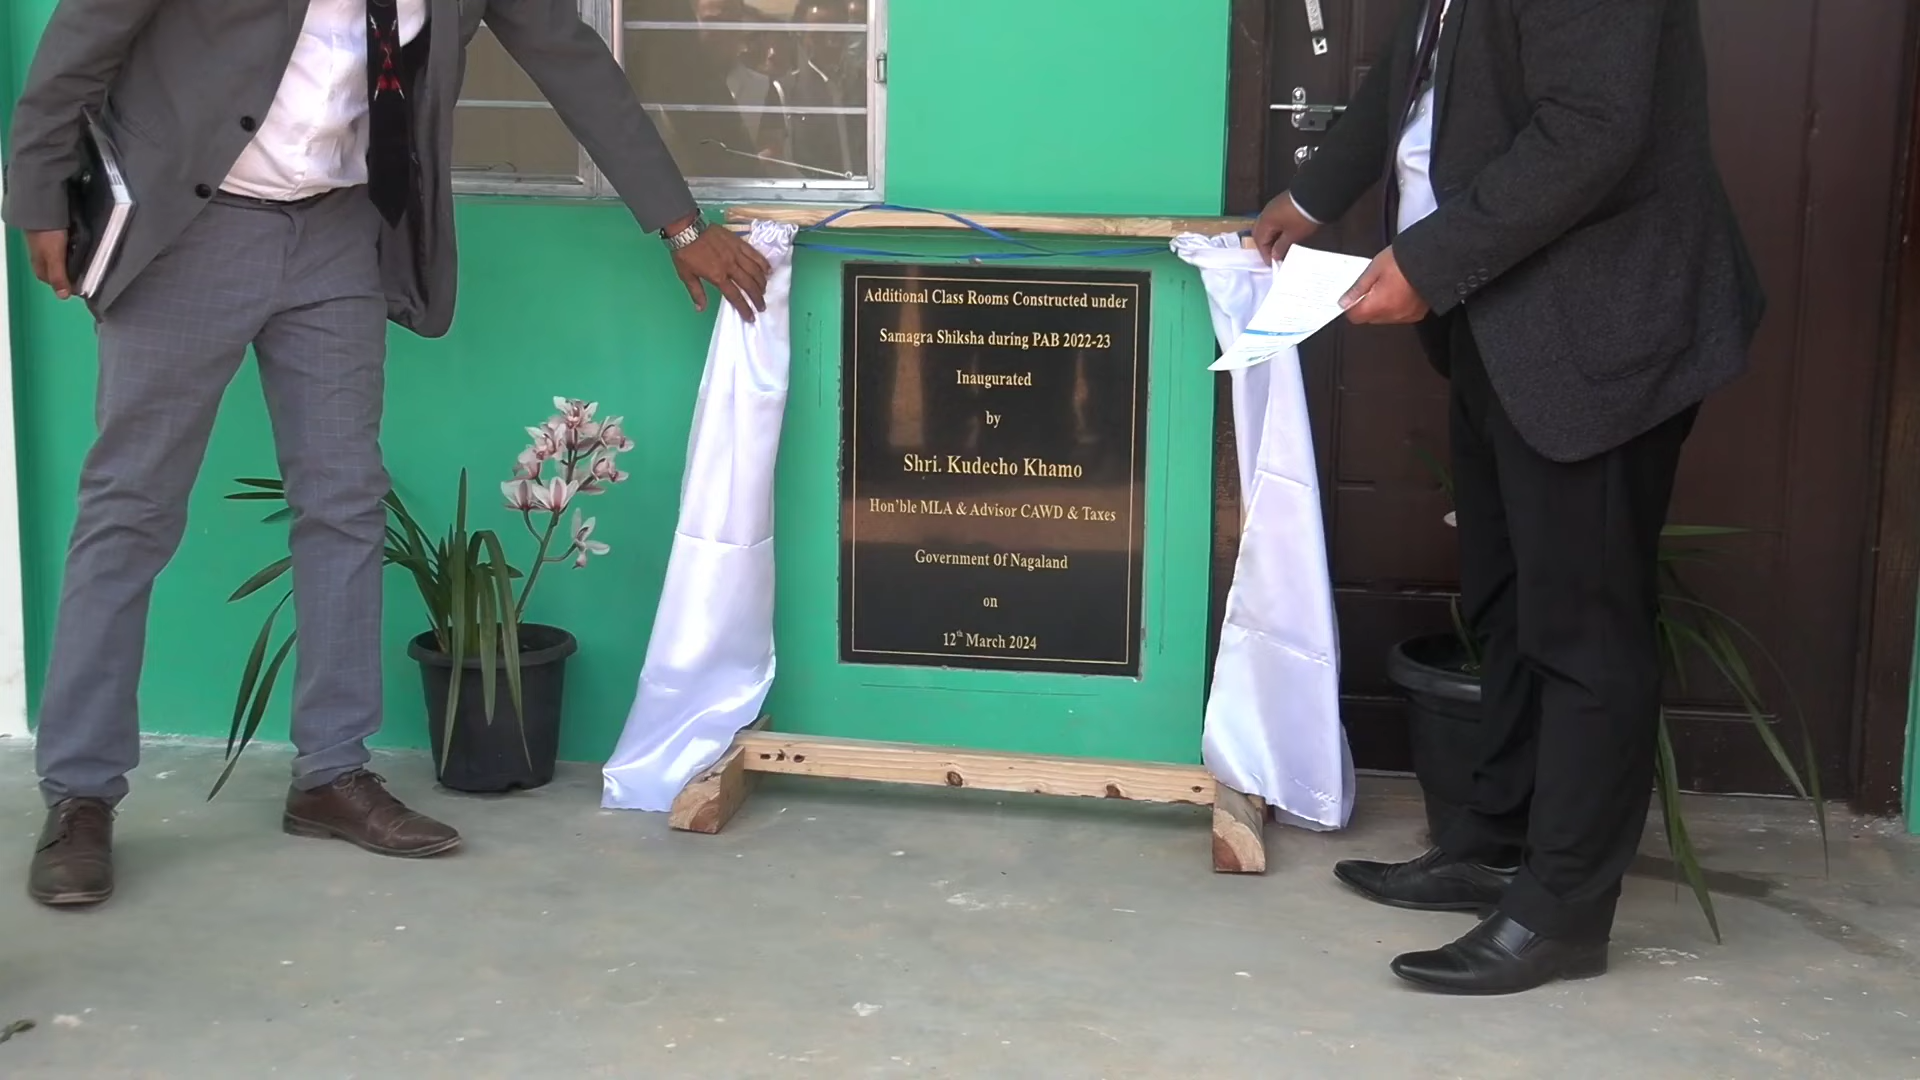 Additional Class Rooms Constructed under
Samagra Shiksha during PAB 2022-23
Inaugurated
by
Shri. Kudecho Khamo
Hon'ble MLA & Advisor CAWD & Taxes
Government Of Nagaland
on
12th March 2024